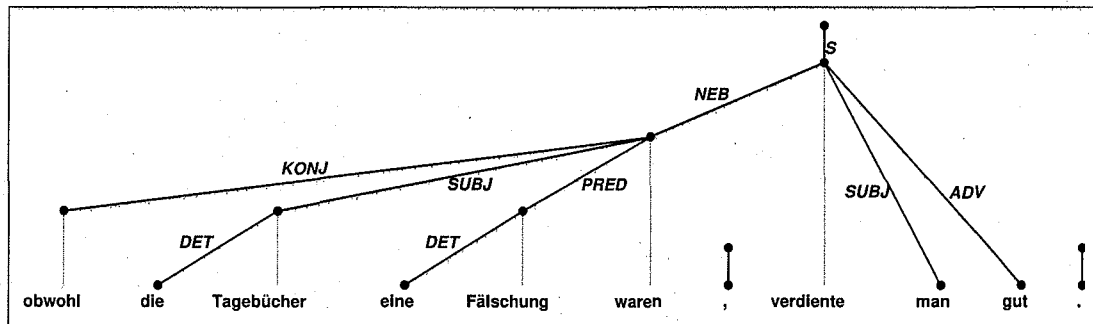 S
NEB
KONJ
SUBJ PRED SUBJ ADV
DET DET
obwohl die Tagebücher eine Fälschung waren , verdiente man gut .